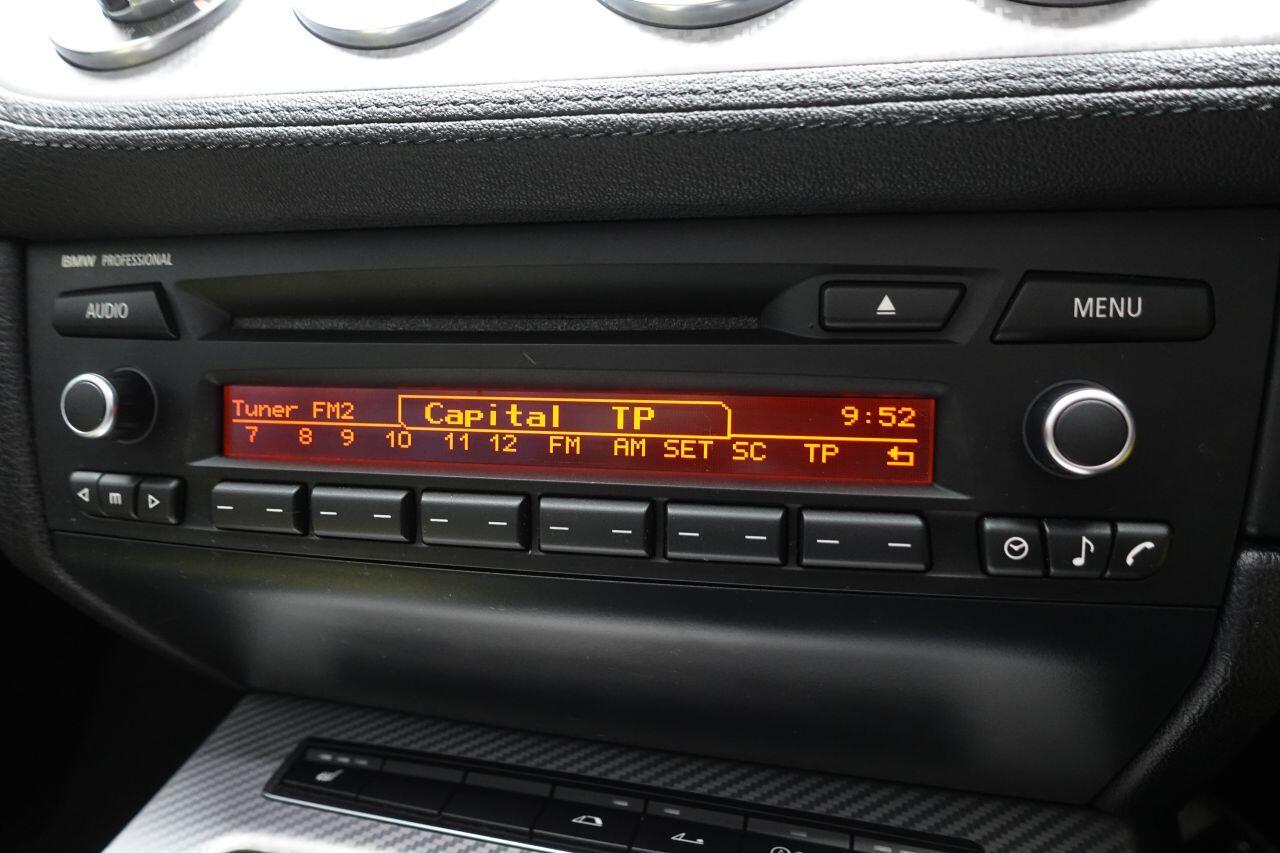 BMW PROFESSIONAL
AUDIO
MENU
Tuner FM2 Capital TP 9:52
7 8 9 10 11 12 FM AM SET SC TP
m